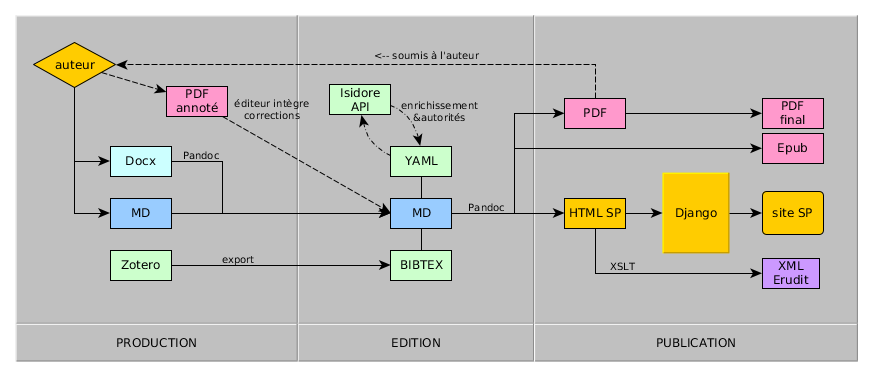 <-- soumis à l'auteur
auteur
PDF
annoté
éditeur intègre
corrections
Isidore
API
enrichissement
&autorités
PDF
PDF
final
Epub
Docx
Pandoc
YAML
MD
MD
Pandoc
HTML SP
Django
site SP
Zotero
export
BIBTEX
XSLT
XML
Erudit
PRODUCTION
EDITION
PUBLICATION